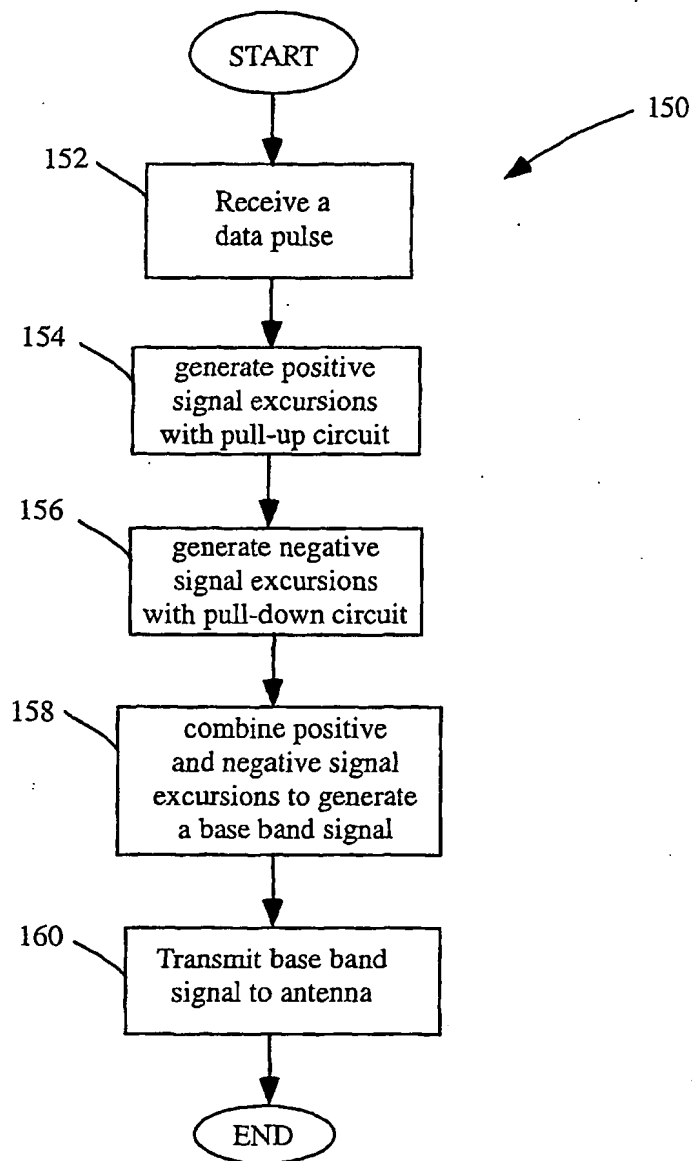 START
150
152
Receive a
data pulse
154
generate positive
signal excursions
with pull-up circuit
156
generate negative
signal excursions
with pull-down circuit
158
combine positive
and negative signal
excursions to generate
a base band signal
160
Transmit base band
signal to antenna
END